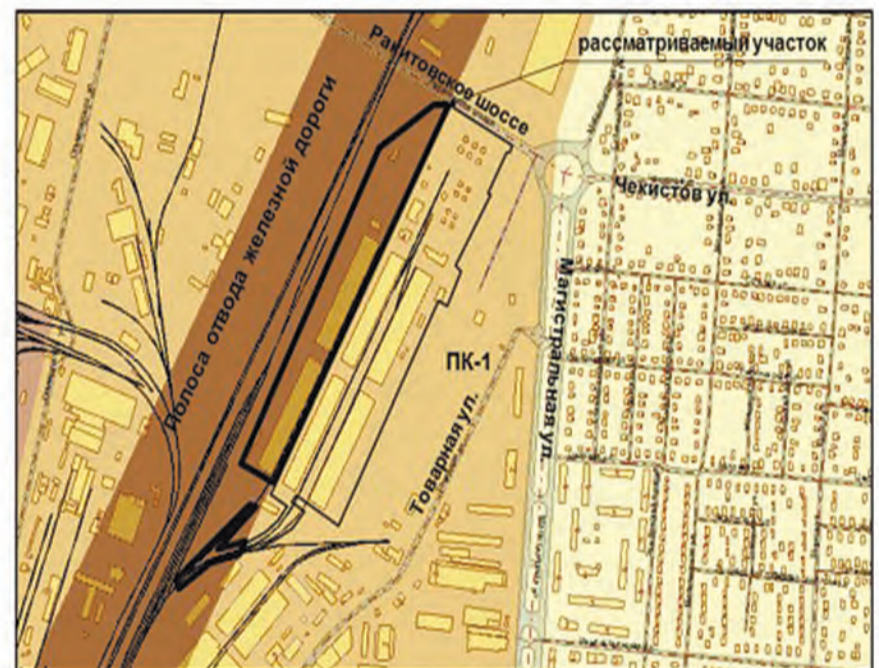 рассматриваемый участок
Ракитовское шоссе
Полоса отвода железной дороги
Чекистов ул.
Магистральная ул.
ПК-1
Товарная ул.